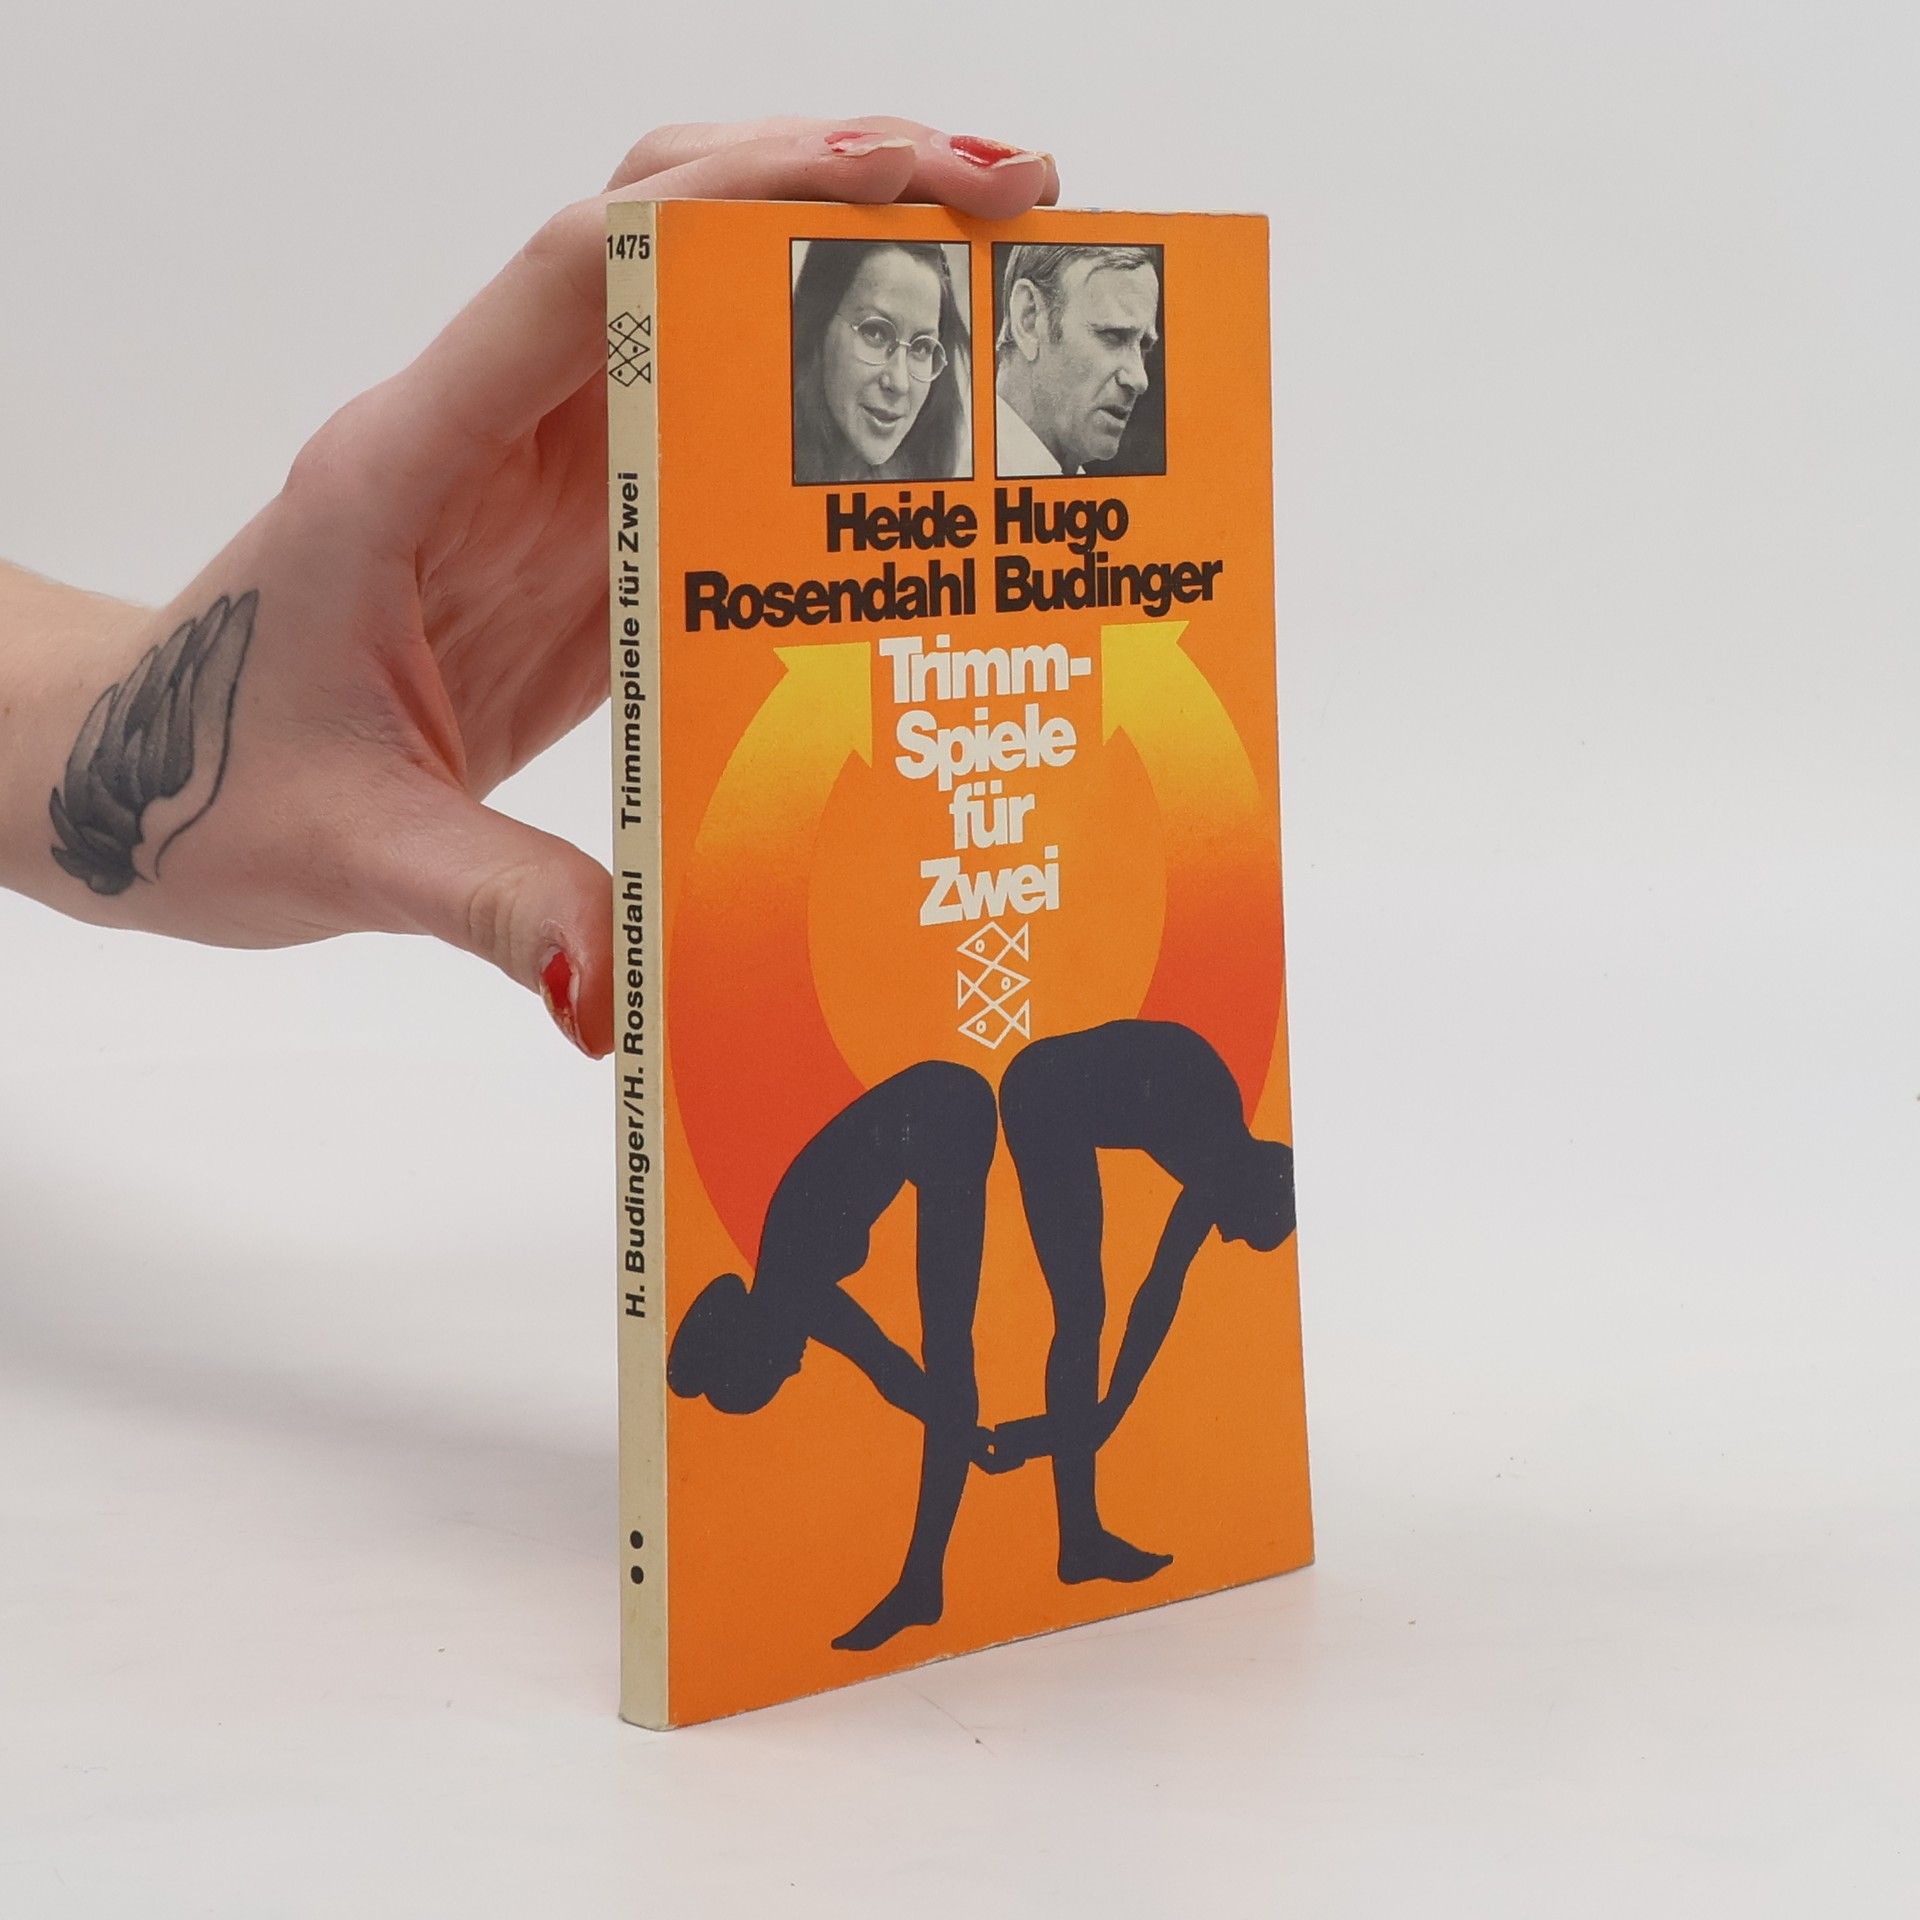 1475
H. Budinger/H. Rosendahl Trimmspiele für Zwei
Heide Hugo
Rosendahl Budinger
Trimm-
Spiele
für
Zwei